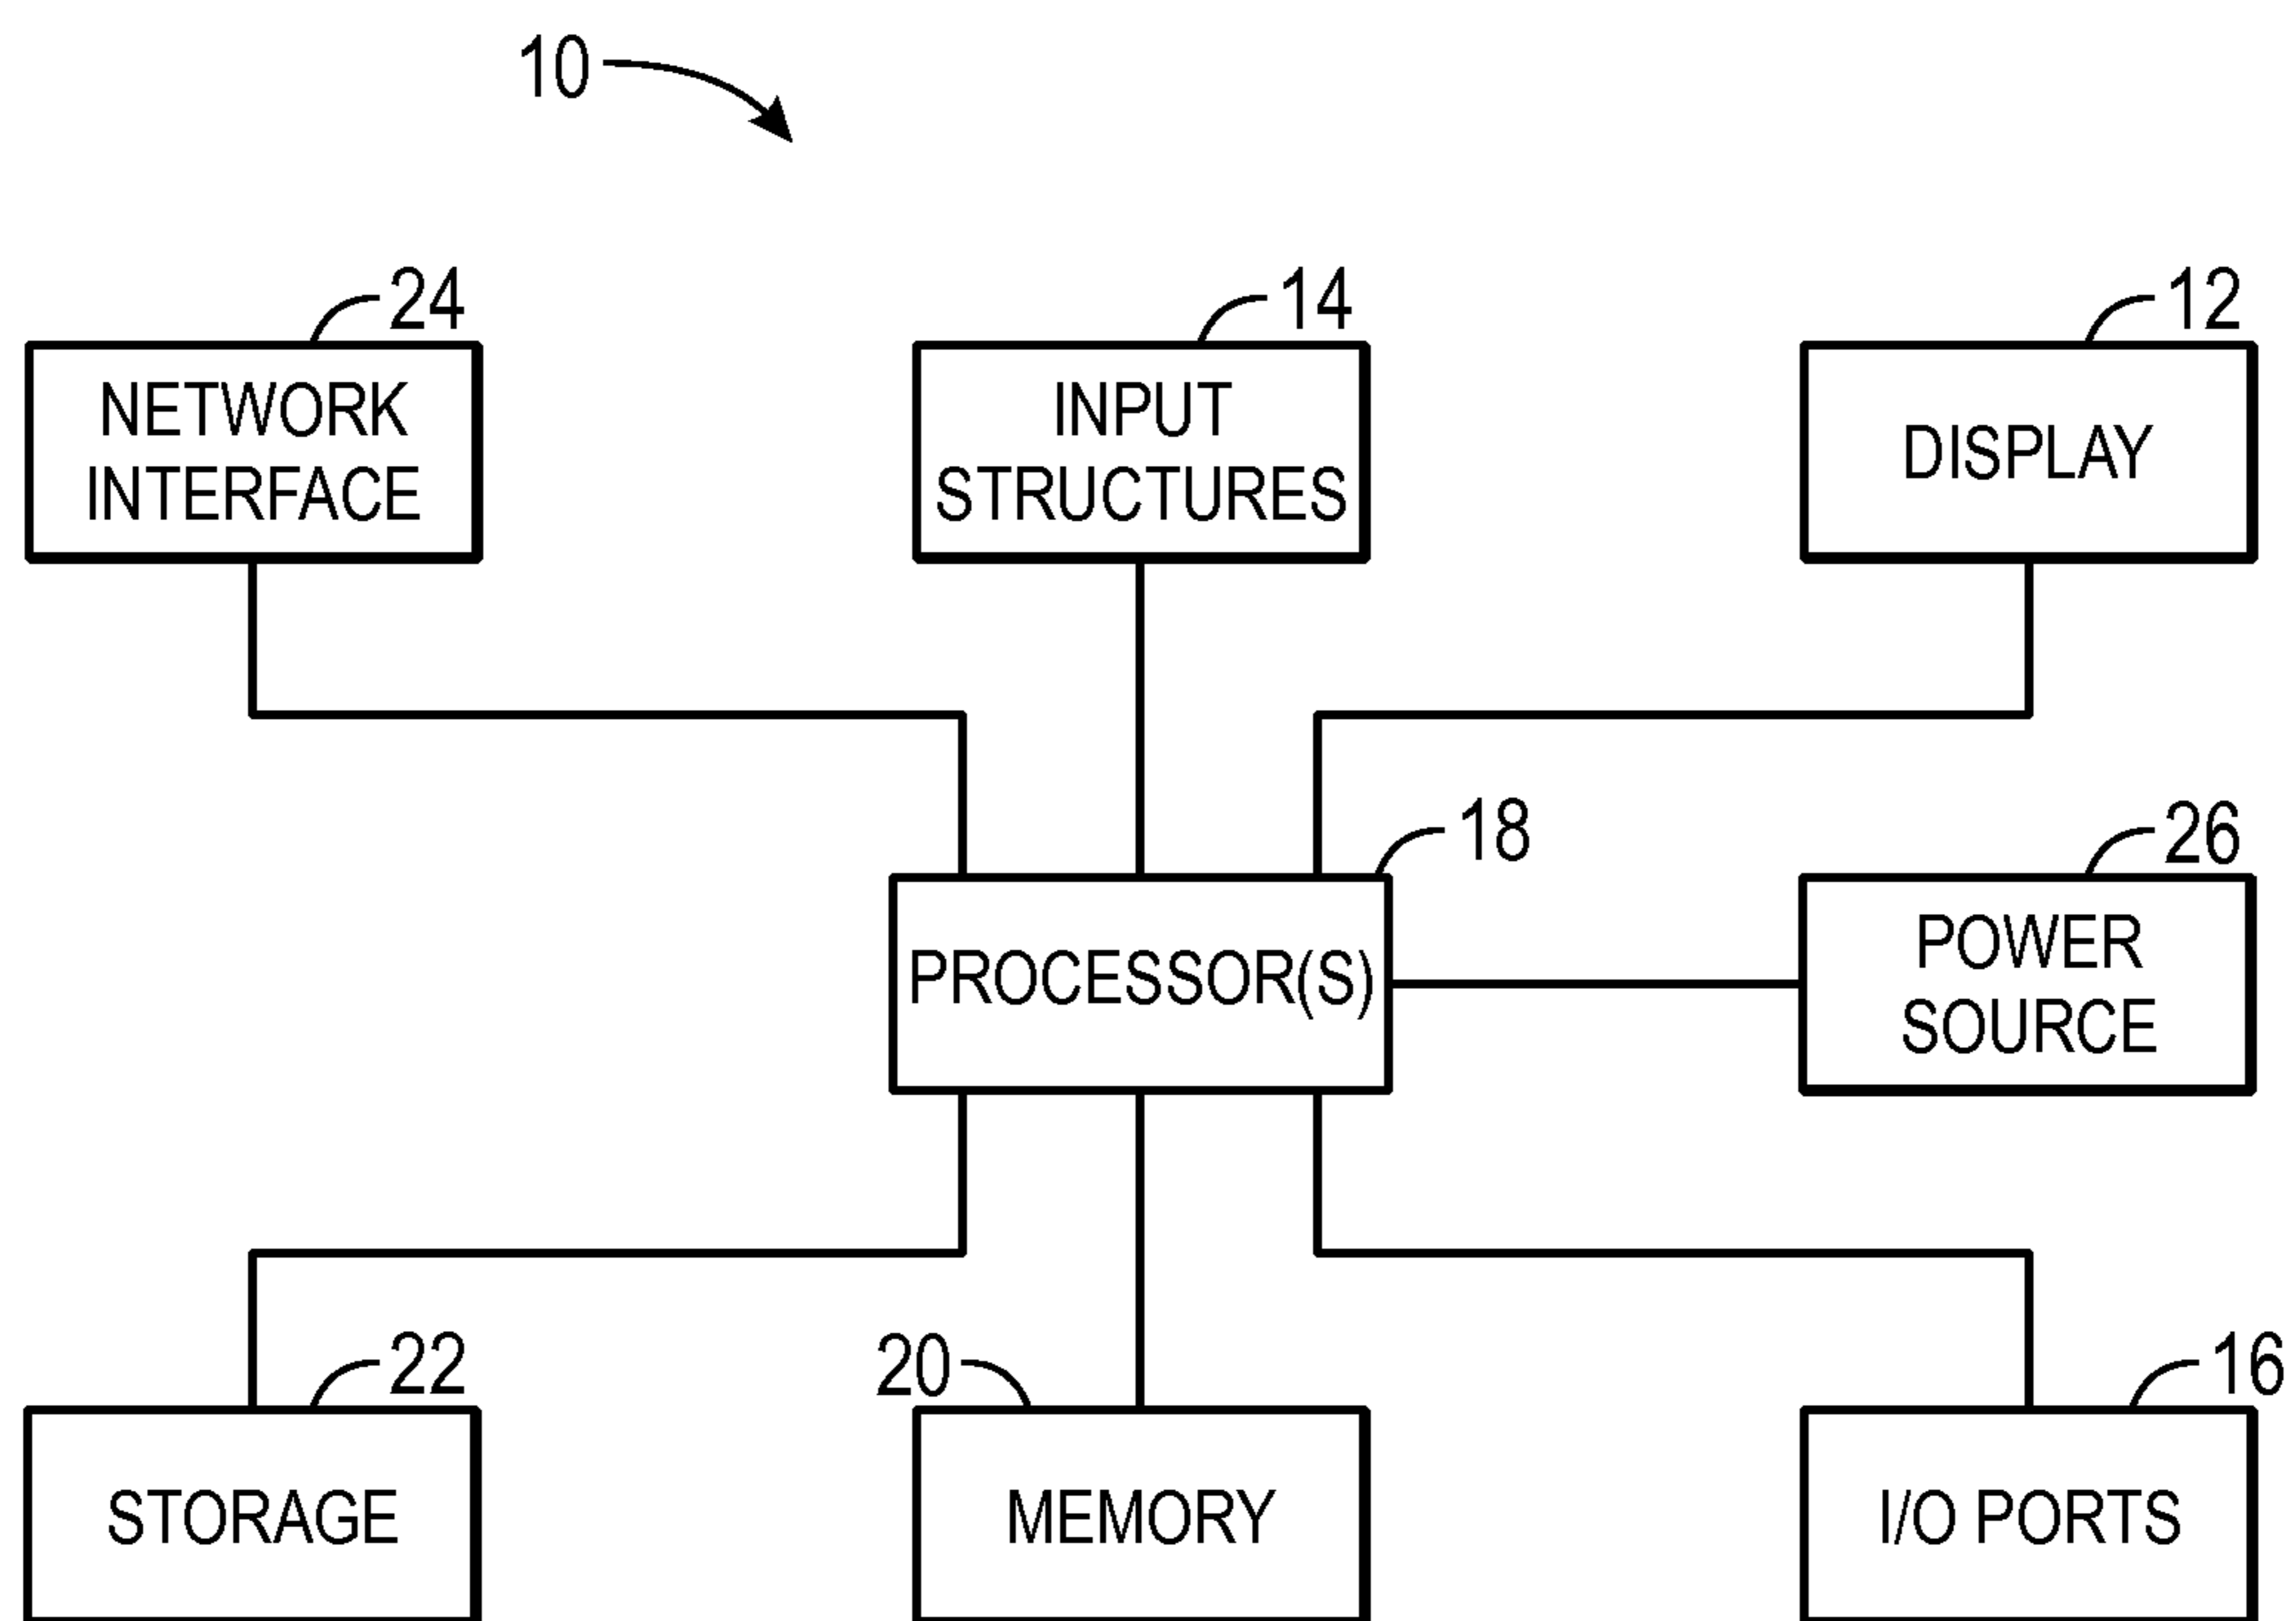 10
24
14
12
NETWORK
INTERFACE
INPUT
STRUCTURES
DISPLAY
18
26
PROCESSOR(S)
POWER
SOURCE
22
20
16
STORAGE
MEMORY
I/O PORTS